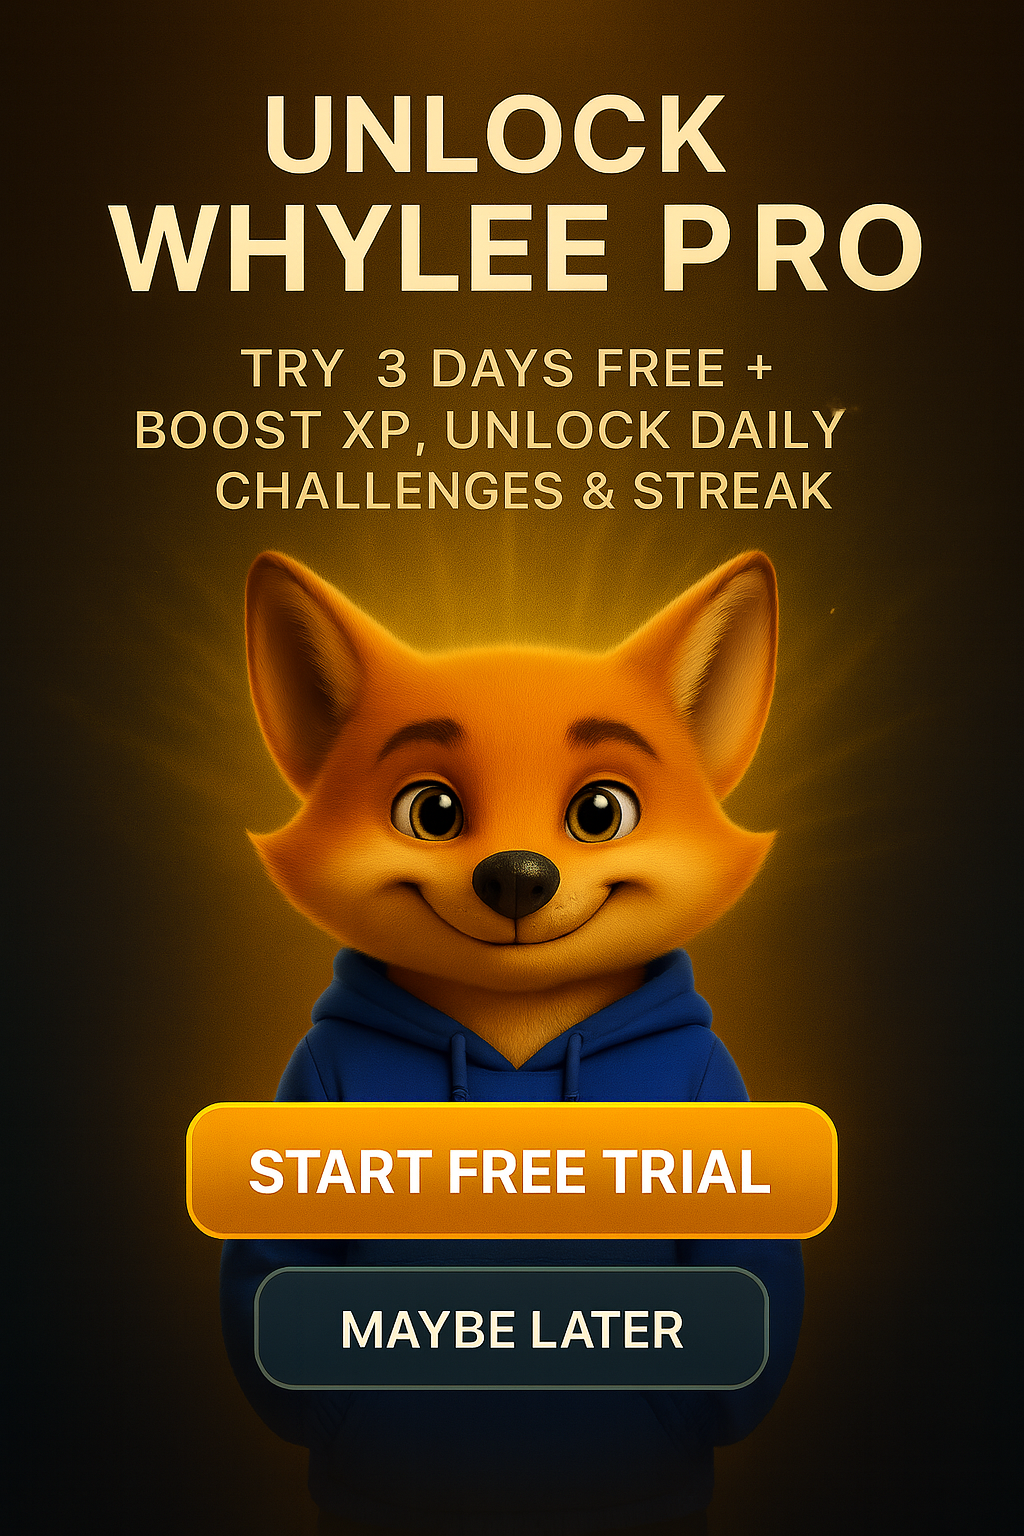 UNLOCK
WHYLEE PRO
TRY 3 DAYS FREE +
BOOST XP, UNLOCK DAILY
CHALLENGES & STREAK
START FREE TRIAL
MAYBE LATER